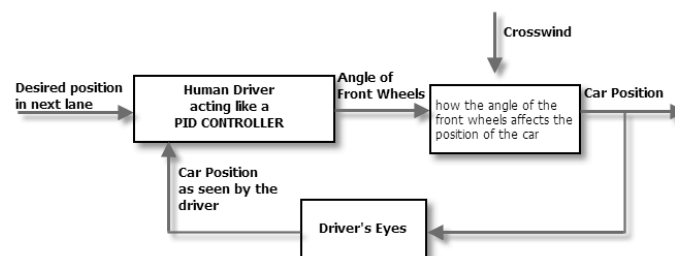 Crosswind
Desired position
in next lane
Human Driver
acting like a
PID CONTROLLER
Angle of
Front Wheels
how the angle of the
front wheels affects the
position of the car
Car Position
Car Position
as seen by the
driver
Driver's Eyes